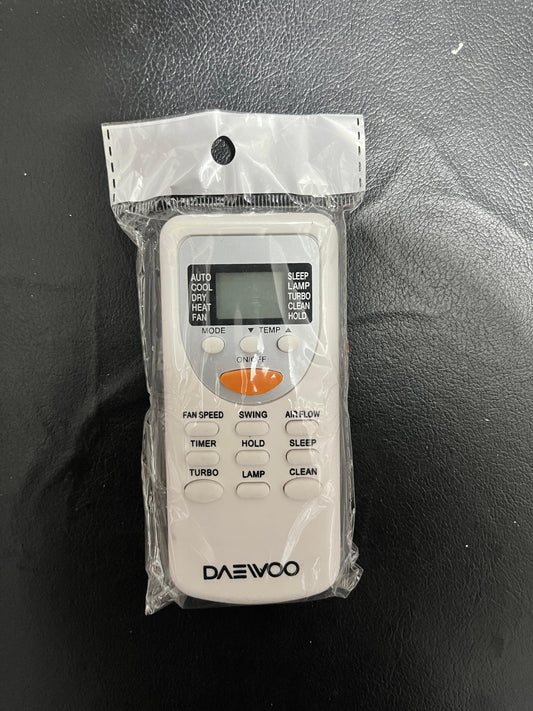 AUTO
COOL
DRY
HEAT
FAN
SLEEP
LAMP
TURBO
CLEAN
HOLD
MODE ▼ TEMP ▲
ON/OFF
FAN SPEED SWING AIR FLOW
TIMER HOLD SLEEP
TURBO LAMP CLEAN
DAEWOO